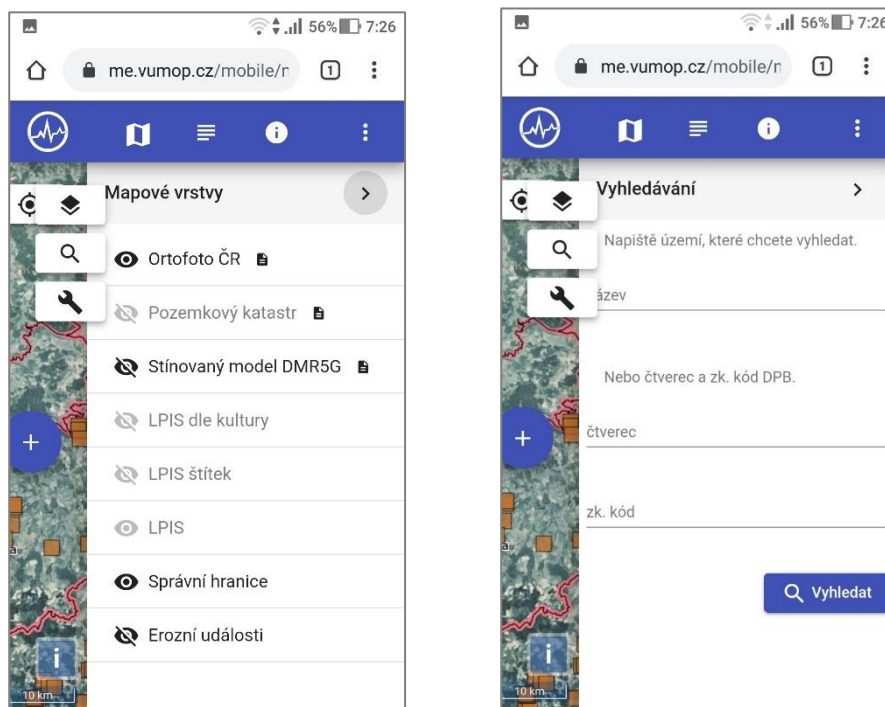 56% 7:26
me.vumop.cz/mobile/r 1
Mapové vrstvy
Ortofoto ČR
Pozemkový katastr
Stínovaný model DMR5G
LPIS dle kultury
LPIS štítek
LPIS
Správní hranice
Erozní události
a
i
10 km
56% 7:26
me.vumop.cz/mobile/n 1
Vyhledávání
Napiště území, které chcete vyhledat.
ázev
Nebo čtverec a zk. kód DPB.
čtverec
zk. kód
Vyhledat
a
i
10 km